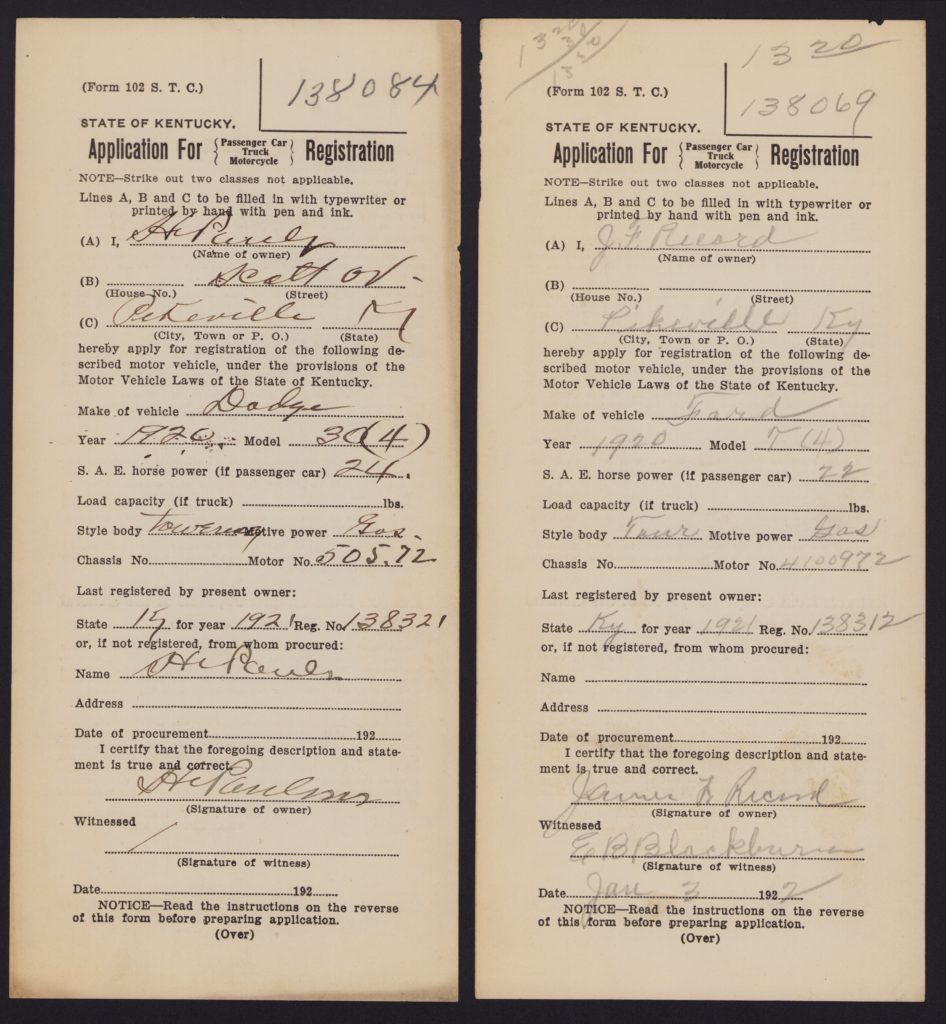 (Form 102 S. T. C.)
138084
STATE OF KENTUCKY.
Application For { Passenger Car Truck Motorcycle } Registration
NOTE—Strike out two classes not applicable.
Lines A, B and C to be filled in with typewriter or
printed by hand with pen and ink.
(A) I,
(Name of owner)
(B) Scott
(House No.) (Street)
(C) Pikeville Ky
(City, Town or P. O.) (State)
hereby apply for registration of the following de-
scribed motor vehicle, under the provisions of the
Motor Vehicle Laws of the State of Kentucky.
Make of vehicle Dodge
Year 1920 Model 30 (4)
S. A. E. horse power (if passenger car) 24.
Load capacity (if truck) lbs.
Style body Motive power Gas.
Chassis No. Motor No. 505.72
Last registered by present owner:
State Ky for year 1921 Reg. No. 138321
or, if not registered, from whom procured:
Name
Address
Date of procurement 192
I certify that the foregoing description and state-
ment is true and correct.
(Signature of owner)
Witnessed
(Signature of witness)
Date 192
NOTICE—Read the instructions on the reverse
of this form before preparing application.
(Over)
13 20
(Form 102 S. T. C.)
138069
STATE OF KENTUCKY.
Application For { Passenger Car Truck Motorcycle } Registration
NOTE—Strike out two classes not applicable.
Lines A, B and C to be filled in with typewriter or
printed by hand with pen and ink.
(A) I, J. F Record
(Name of owner)
(B)
(House No.) (Street)
(C) Pikeville Ky
(City, Town or P. O.) (State)
hereby apply for registration of the following de-
scribed motor vehicle, under the provisions of the
Motor Vehicle Laws of the State of Kentucky.
Make of vehicle Ford
Year 1920 Model T (4)
S. A. E. horse power (if passenger car) 22
Load capacity (if truck) lbs.
Style body Tour Motive power Gas
Chassis No. Motor No. 4100972
Last registered by present owner:
State Ky for year 1921 Reg. No. 138312
or, if not registered, from whom procured:
Name
Address
Date of procurement 192
I certify that the foregoing description and state-
ment is true and correct.
James F Record
(Signature of owner)
Witnessed
E B Blackburn
(Signature of witness)
Date Jan 3 1922
NOTICE—Read the instructions on the reverse
of this form before preparing application.
(Over)